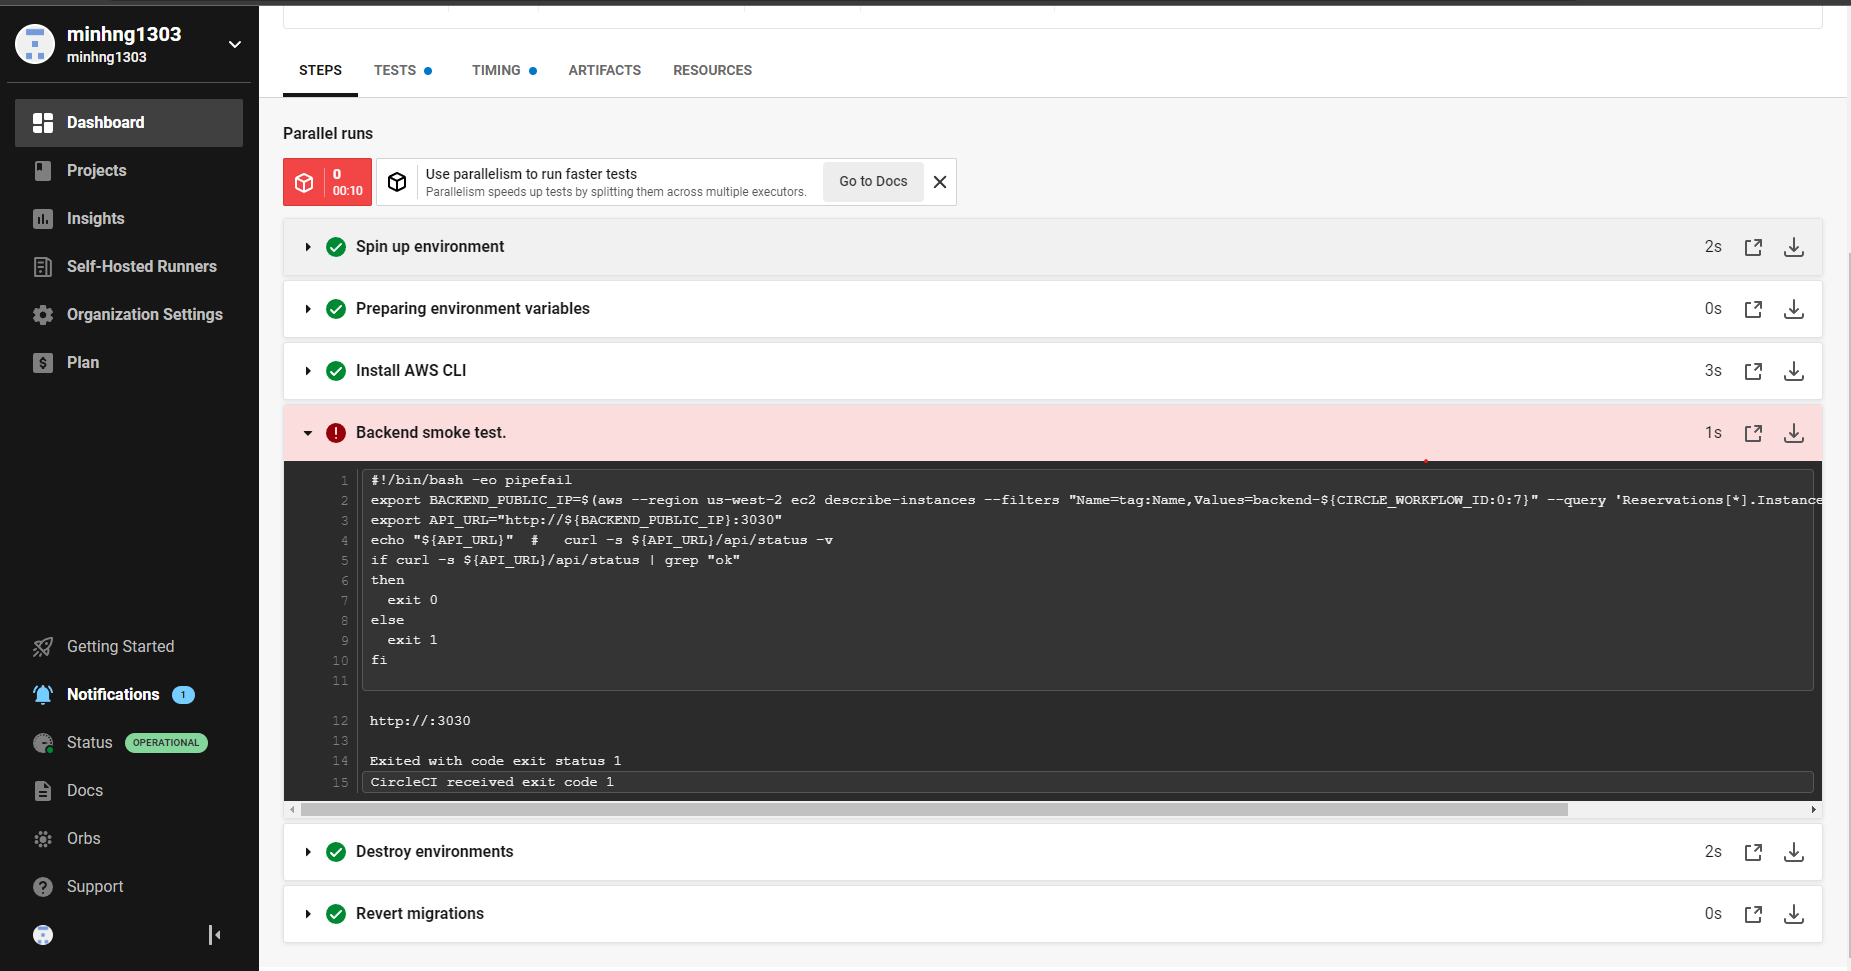 minhng1303
minhng1303
Dashboard
Projects
Insights
Self-Hosted Runners
Organization Settings
Plan
Getting Started
Notifications 1
Status OPERATIONAL
Docs
Orbs
Support
STEPS TESTS TIMING ARTIFACTS RESOURCES
Parallel runs
0
00:10
Use parallelism to run faster tests
Parallelism speeds up tests by splitting them across multiple executors.
Go to Docs
Spin up environment 2s
Preparing environment variables 0s
Install AWS CLI 3s
Backend smoke test. 1s
1 #!/bin/bash -eo pipefail
2 export BACKEND_PUBLIC_IP=$(aws --region us-west-2 ec2 describe-instances --filters "Name=tag:Name,Values=backend-${CIRCLE_WORKFLOW_ID:0:7}" --query 'Reservations[*].Instance
3 export API_URL="http://${BACKEND_PUBLIC_IP}:3030"
4 echo "${API_URL}" # curl -s ${API_URL}/api/status -v
5 if curl -s ${API_URL}/api/status | grep "ok"
6 then
7 exit 0
8 else
9 exit 1
10 fi
11
12 http://:3030
13
14 Exited with code exit status 1
15 CircleCI received exit code 1
Destroy environments 2s
Revert migrations 0s